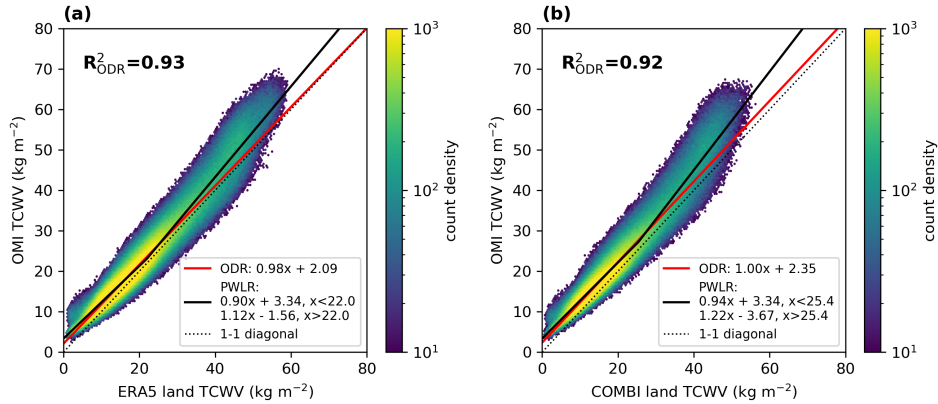 (a)
R²ODR=0.93
OMI TCWV (kg m⁻²)
80
70
60
50
40
30
20
10
0
0 20 40 60 80
ERA5 land TCWV (kg m⁻²)
ODR: 0.98x + 2.09
PWLR:
0.90x + 3.34, x<22.0
1.12x - 1.56, x>22.0
1-1 diagonal
10³
10²
10¹
count density
(b)
R²ODR=0.92
OMI TCWV (kg m⁻²)
80
70
60
50
40
30
20
10
0
0 20 40 60 80
COMBI land TCWV (kg m⁻²)
ODR: 1.00x + 2.35
PWLR:
0.94x + 3.34, x<25.4
1.22x - 3.67, x>25.4
1-1 diagonal
10³
10²
10¹
count density